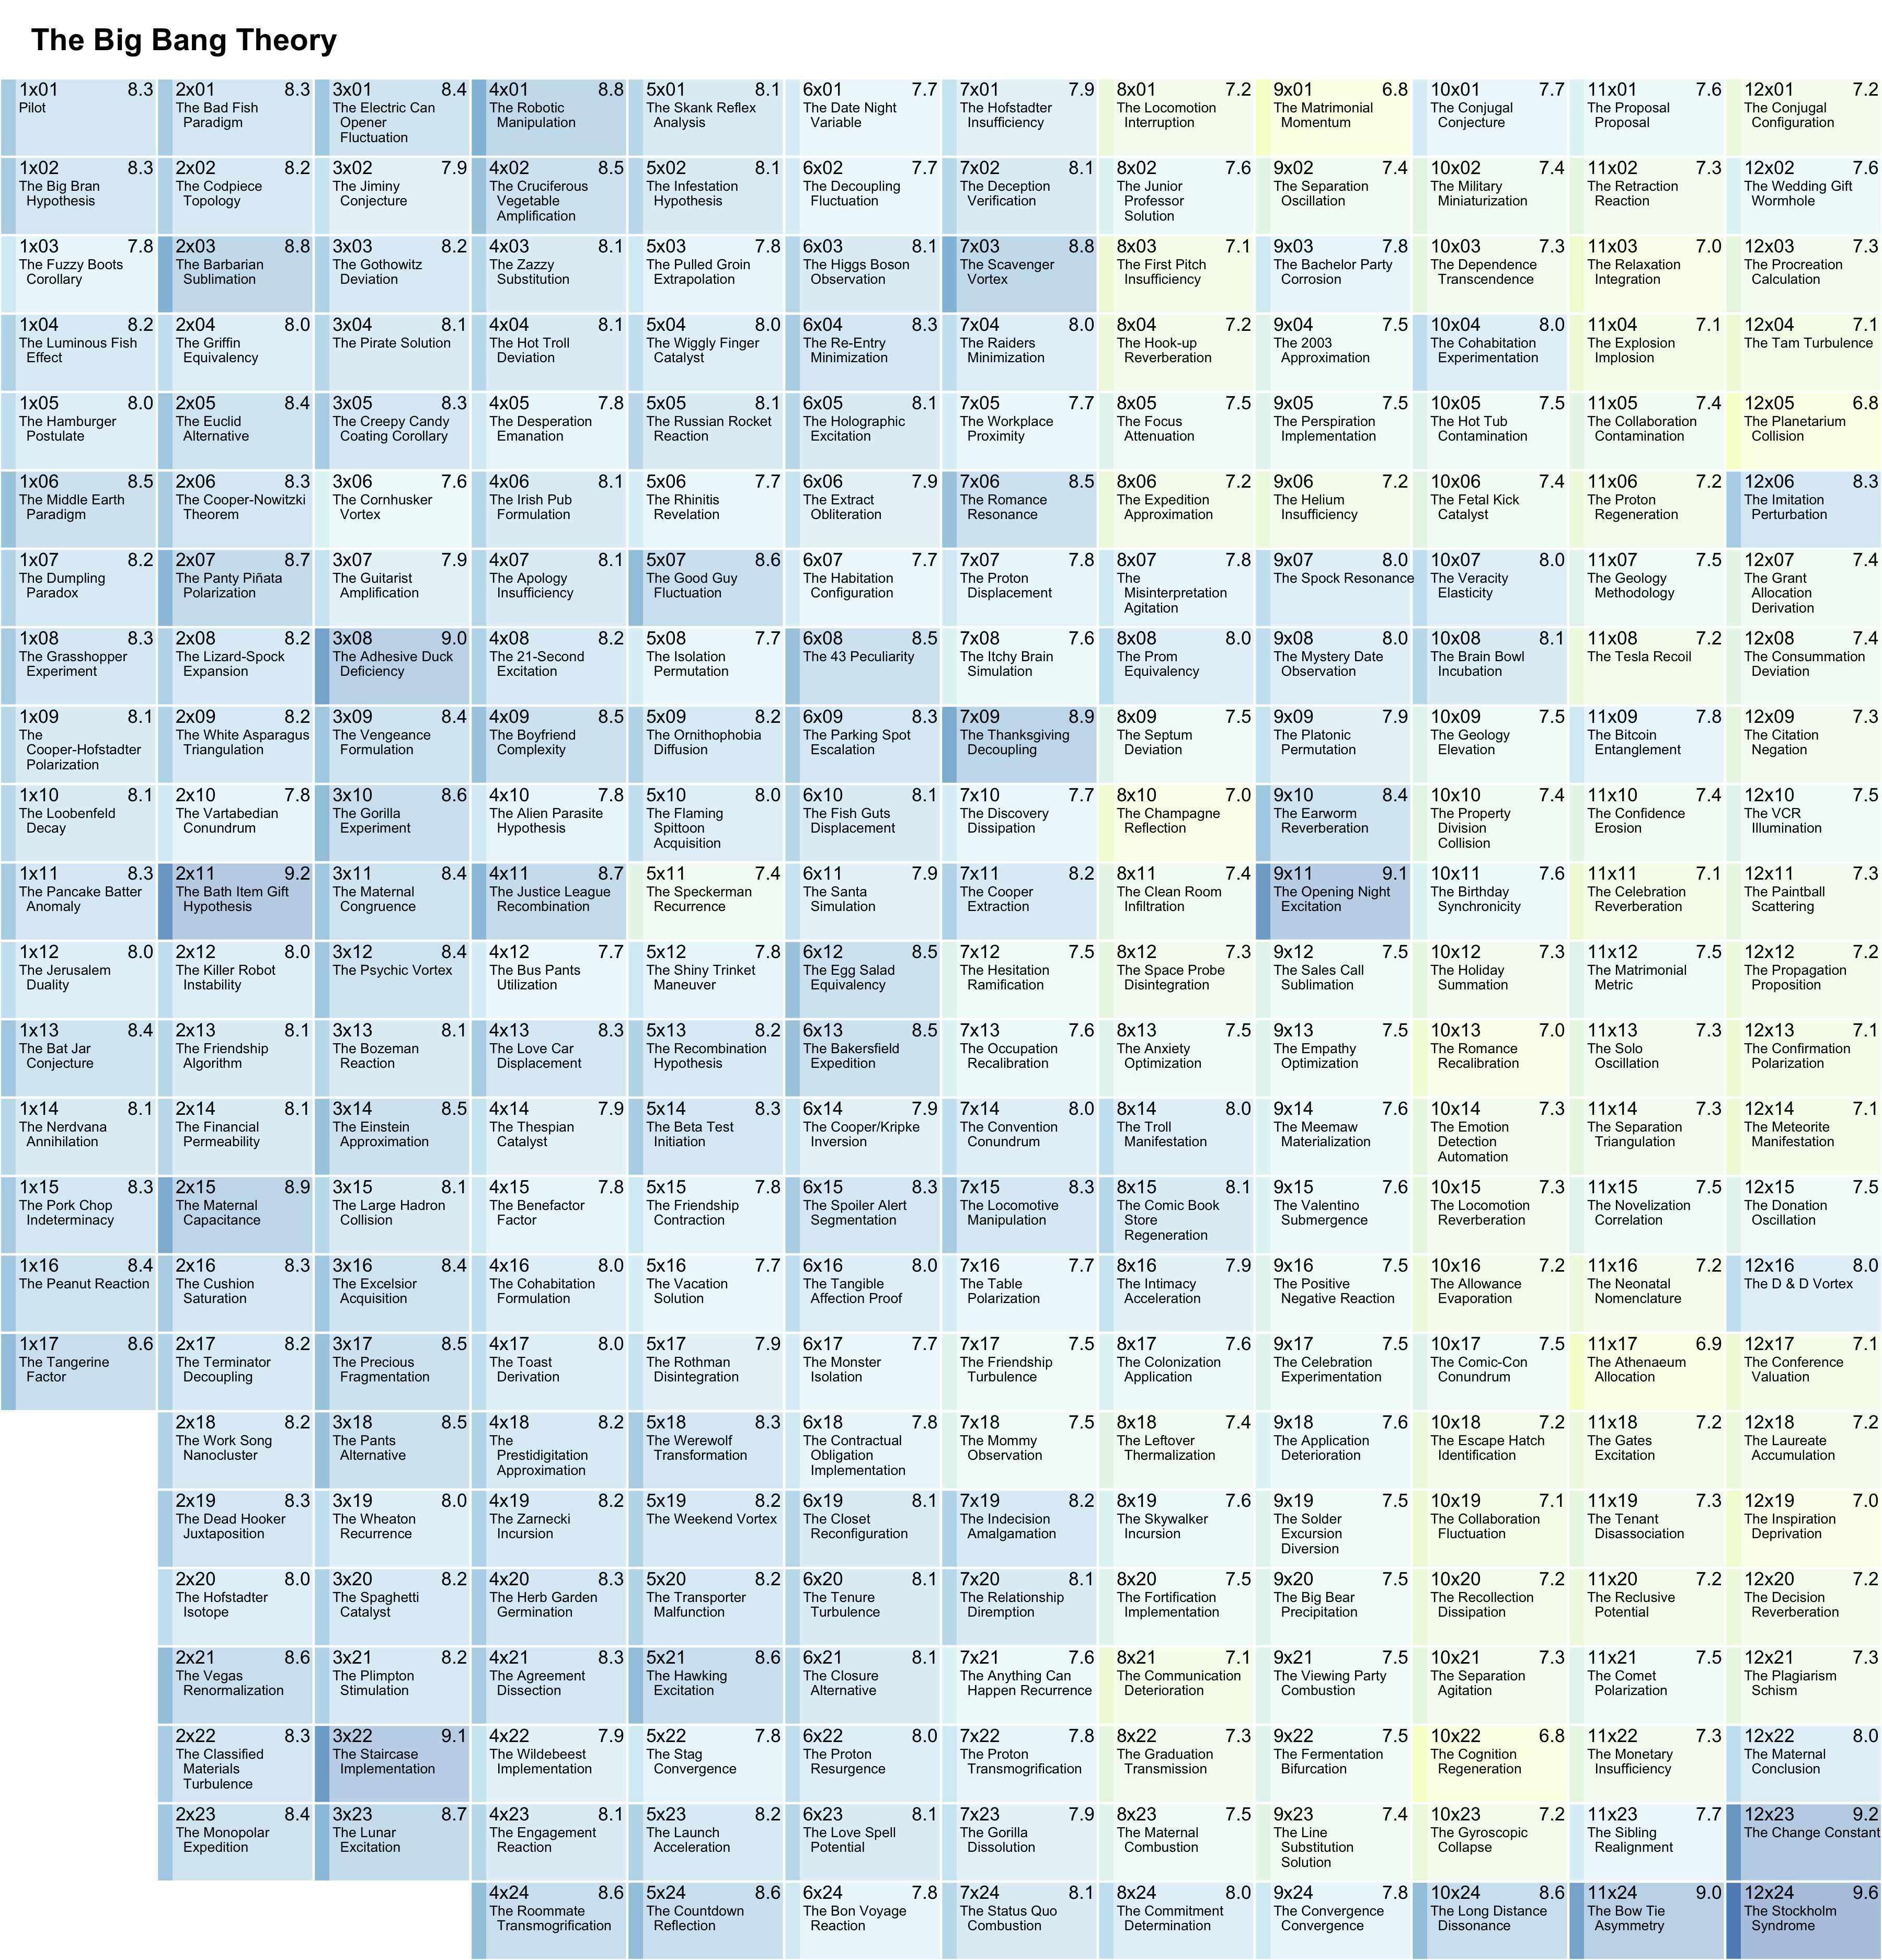 The Big Bang Theory
1x01 8.3
Pilot
2x01 8.3
The Bad Fish
Paradigm
3x01 8.4
The Electric Can
Opener
Fluctuation
4x01 8.8
The Robotic
Manipulation
5x01 8.1
The Skank Reflex
Analysis
6x01 7.7
The Date Night
Variable
7x01 7.9
The Hofstadter
Insufficiency
8x01 7.2
The Locomotion
Interruption
9x01 6.8
The Matrimonial
Momentum
10x01 7.7
The Conjugal
Conjecture
11x01 7.6
The Proposal
Proposal
12x01 7.2
The Conjugal
Configuration
1x02 8.3
The Big Bran
Hypothesis
2x02 8.2
The Codpiece
Topology
3x02 7.9
The Jiminy
Conjecture
4x02 8.5
The Cruciferous
Vegetable
Amplification
5x02 8.1
The Infestation
Hypothesis
6x02 7.7
The Decoupling
Fluctuation
7x02 8.1
The Deception
Verification
8x02 7.6
The Junior
Professor
Solution
9x02 7.4
The Separation
Oscillation
10x02 7.4
The Military
Miniaturization
11x02 7.3
The Retraction
Reaction
12x02 7.6
The Wedding Gift
Wormhole
1x03 7.8
The Fuzzy Boots
Corollary
2x03 8.8
The Barbarian
Sublimation
3x03 8.2
The Gothowitz
Deviation
4x03 8.1
The Zazzy
Substitution
5x03 7.8
The Pulled Groin
Extrapolation
6x03 8.1
The Higgs Boson
Observation
7x03 8.8
The Scavenger
Vortex
8x03 7.1
The First Pitch
Insufficiency
9x03 7.8
The Bachelor Party
Corrosion
10x03 7.3
The Dependence
Transcendence
11x03 7.0
The Relaxation
Integration
12x03 7.3
The Procreation
Calculation
1x04 8.2
The Luminous Fish
Effect
2x04 8.0
The Griffin
Equivalency
3x04 8.1
The Pirate Solution
4x04 8.1
The Hot Troll
Deviation
5x04 8.0
The Wiggly Finger
Catalyst
6x04 8.3
The Re-Entry
Minimization
7x04 8.0
The Raiders
Minimization
8x04 7.2
The Hook-up
Reverberation
9x04 7.5
The 2003
Approximation
10x04 8.0
The Cohabitation
Experimentation
11x04 7.1
The Explosion
Implosion
12x04 7.1
The Tam Turbulence
1x05 8.0
The Hamburger
Postulate
2x05 8.4
The Euclid
Alternative
3x05 8.3
The Creepy Candy
Coating Corollary
4x05 7.8
The Desperation
Emanation
5x05 8.1
The Russian Rocket
Reaction
6x05 8.1
The Holographic
Excitation
7x05 7.7
The Workplace
Proximity
8x05 7.5
The Focus
Attenuation
9x05 7.5
The Perspiration
Implementation
10x05 7.5
The Hot Tub
Contamination
11x05 7.4
The Collaboration
Contamination
12x05 6.8
The Planetarium
Collision
1x06 8.5
The Middle Earth
Paradigm
2x06 8.3
The Cooper-Nowitzki
Theorem
3x06 7.6
The Cornhusker
Vortex
4x06 8.1
The Irish Pub
Formulation
5x06 7.7
The Rhinitis
Revelation
6x06 7.9
The Extract
Obliteration
7x06 8.5
The Romance
Resonance
8x06 7.2
The Expedition
Approximation
9x06 7.2
The Helium
Insufficiency
10x06 7.4
The Fetal Kick
Catalyst
11x06 7.2
The Proton
Regeneration
12x06 8.3
The Imitation
Perturbation
1x07 8.2
The Dumpling
Paradox
2x07 8.7
The Panty Piñata
Polarization
3x07 7.9
The Guitarist
Amplification
4x07 8.1
The Apology
Insufficiency
5x07 8.6
The Good Guy
Fluctuation
6x07 7.7
The Habitation
Configuration
7x07 7.8
The Proton
Displacement
8x07 7.8
The
Misinterpretation
Agitation
9x07 8.0
The Spock Resonance
10x07 8.0
The Veracity
Elasticity
11x07 7.5
The Geology
Methodology
12x07 7.4
The Grant
Allocation
Derivation
1x08 8.3
The Grasshopper
Experiment
2x08 8.2
The Lizard-Spock
Expansion
3x08 9.0
The Adhesive Duck
Deficiency
4x08 8.2
The 21-Second
Excitation
5x08 7.7
The Isolation
Permutation
6x08 8.5
The 43 Peculiarity
7x08 7.6
The Itchy Brain
Simulation
8x08 8.0
The Prom
Equivalency
9x08 8.0
The Mystery Date
Observation
10x08 8.1
The Brain Bowl
Incubation
11x08 7.2
The Tesla Recoil
12x08 7.4
The Consummation
Deviation
1x09 8.1
The
Cooper-Hofstadter
Polarization
2x09 8.2
The White Asparagus
Triangulation
3x09 8.4
The Vengeance
Formulation
4x09 8.5
The Boyfriend
Complexity
5x09 8.2
The Ornithophobia
Diffusion
6x09 8.3
The Parking Spot
Escalation
7x09 8.9
The Thanksgiving
Decoupling
8x09 7.5
The Septum
Deviation
9x09 7.9
The Platonic
Permutation
10x09 7.5
The Geology
Elevation
11x09 7.8
The Bitcoin
Entanglement
12x09 7.3
The Citation
Negation
1x10 8.1
The Loobenfeld
Decay
2x10 7.8
The Vartabedian
Conundrum
3x10 8.6
The Gorilla
Experiment
4x10 7.8
The Alien Parasite
Hypothesis
5x10 8.0
The Flaming
Spittoon
Acquisition
6x10 8.1
The Fish Guts
Displacement
7x10 7.7
The Discovery
Dissipation
8x10 7.0
The Champagne
Reflection
9x10 8.4
The Earworm
Reverberation
10x10 7.4
The Property
Division
Collision
11x10 7.4
The Confidence
Erosion
12x10 7.5
The VCR
Illumination
1x11 8.3
The Pancake Batter
Anomaly
2x11 9.2
The Bath Item Gift
Hypothesis
3x11 8.4
The Maternal
Congruence
4x11 8.7
The Justice League
Recombination
5x11 7.4
The Speckerman
Recurrence
6x11 7.9
The Santa
Simulation
7x11 8.2
The Cooper
Extraction
8x11 7.4
The Clean Room
Infiltration
9x11 9.1
The Opening Night
Excitation
10x11 7.6
The Birthday
Synchronicity
11x11 7.1
The Celebration
Reverberation
12x11 7.3
The Paintball
Scattering
1x12 8.0
The Jerusalem
Duality
2x12 8.0
The Killer Robot
Instability
3x12 8.4
The Psychic Vortex
4x12 7.7
The Bus Pants
Utilization
5x12 7.8
The Shiny Trinket
Maneuver
6x12 8.5
The Egg Salad
Equivalency
7x12 7.5
The Hesitation
Ramification
8x12 7.3
The Space Probe
Disintegration
9x12 7.5
The Sales Call
Sublimation
10x12 7.3
The Holiday
Summation
11x12 7.5
The Matrimonial
Metric
12x12 7.2
The Propagation
Proposition
1x13 8.4
The Bat Jar
Conjecture
2x13 8.1
The Friendship
Algorithm
3x13 8.1
The Bozeman
Reaction
4x13 8.3
The Love Car
Displacement
5x13 8.2
The Recombination
Hypothesis
6x13 8.5
The Bakersfield
Expedition
7x13 7.6
The Occupation
Recalibration
8x13 7.5
The Anxiety
Optimization
9x13 7.5
The Empathy
Optimization
10x13 7.0
The Romance
Recalibration
11x13 7.3
The Solo
Oscillation
12x13 7.1
The Confirmation
Polarization
1x14 8.1
The Nerdvana
Annihilation
2x14 8.1
The Financial
Permeability
3x14 8.5
The Einstein
Approximation
4x14 7.9
The Thespian
Catalyst
5x14 8.3
The Beta Test
Initiation
6x14 7.9
The Cooper/Kripke
Inversion
7x14 8.0
The Convention
Conundrum
8x14 8.0
The Troll
Manifestation
9x14 7.6
The Meemaw
Materialization
10x14 7.3
The Emotion
Detection
Automation
11x14 7.3
The Separation
Triangulation
12x14 7.1
The Meteorite
Manifestation
1x15 8.3
The Pork Chop
Indeterminacy
2x15 8.9
The Maternal
Capacitance
3x15 8.1
The Large Hadron
Collision
4x15 7.8
The Benefactor
Factor
5x15 7.8
The Friendship
Contraction
6x15 8.3
The Spoiler Alert
Segmentation
7x15 8.3
The Locomotive
Manipulation
8x15 8.1
The Comic Book
Store
Regeneration
9x15 7.6
The Valentino
Submergence
10x15 7.3
The Locomotion
Reverberation
11x15 7.5
The Novelization
Correlation
12x15 7.5
The Donation
Oscillation
1x16 8.4
The Peanut Reaction
2x16 8.3
The Cushion
Saturation
3x16 8.4
The Excelsior
Acquisition
4x16 8.0
The Cohabitation
Formulation
5x16 7.7
The Vacation
Solution
6x16 8.0
The Tangible
Affection Proof
7x16 7.7
The Table
Polarization
8x16 7.9
The Intimacy
Acceleration
9x16 7.5
The Positive
Negative Reaction
10x16 7.2
The Allowance
Evaporation
11x16 7.2
The Neonatal
Nomenclature
12x16 8.0
The D & D Vortex
1x17 8.6
The Tangerine
Factor
2x17 8.2
The Terminator
Decoupling
3x17 8.5
The Precious
Fragmentation
4x17 8.0
The Toast
Derivation
5x17 7.9
The Rothman
Disintegration
6x17 7.7
The Monster
Isolation
7x17 7.5
The Friendship
Turbulence
8x17 7.6
The Colonization
Application
9x17 7.5
The Celebration
Experimentation
10x17 7.5
The Comic-Con
Conundrum
11x17 6.9
The Athenaeum
Allocation
12x17 7.1
The Conference
Valuation
2x18 8.2
The Work Song
Nanocluster
3x18 8.5
The Pants
Alternative
4x18 8.2
The
Prestidigitation
Approximation
5x18 8.3
The Werewolf
Transformation
6x18 7.8
The Contractual
Obligation
Implementation
7x18 7.5
The Mommy
Observation
8x18 7.4
The Leftover
Thermalization
9x18 7.6
The Application
Deterioration
10x18 7.2
The Escape Hatch
Identification
11x18 7.2
The Gates
Excitation
12x18 7.2
The Laureate
Accumulation
2x19 8.3
The Dead Hooker
Juxtaposition
3x19 8.0
The Wheaton
Recurrence
4x19 8.2
The Zarnecki
Incursion
5x19 8.2
The Weekend Vortex
6x19 8.1
The Closet
Reconfiguration
7x19 8.2
The Indecision
Amalgamation
8x19 7.6
The Skywalker
Incursion
9x19 7.5
The Solder
Excursion
Diversion
10x19 7.1
The Collaboration
Fluctuation
11x19 7.3
The Tenant
Disassociation
12x19 7.0
The Inspiration
Deprivation
2x20 8.0
The Hofstadter
Isotope
3x20 8.2
The Spaghetti
Catalyst
4x20 8.3
The Herb Garden
Germination
5x20 8.2
The Transporter
Malfunction
6x20 8.1
The Tenure
Turbulence
7x20 8.1
The Relationship
Diremption
8x20 7.5
The Fortification
Implementation
9x20 7.5
The Big Bear
Precipitation
10x20 7.2
The Recollection
Dissipation
11x20 7.2
The Reclusive
Potential
12x20 7.2
The Decision
Reverberation
2x21 8.6
The Vegas
Renormalization
3x21 8.2
The Plimpton
Stimulation
4x21 8.3
The Agreement
Dissection
5x21 8.6
The Hawking
Excitation
6x21 8.1
The Closure
Alternative
7x21 7.6
The Anything Can
Happen Recurrence
8x21 7.1
The Communication
Deterioration
9x21 7.5
The Viewing Party
Combustion
10x21 7.3
The Separation
Agitation
11x21 7.5
The Comet
Polarization
12x21 7.3
The Plagiarism
Schism
2x22 8.3
The Classified
Materials
Turbulence
3x22 9.1
The Staircase
Implementation
4x22 7.9
The Wildebeest
Implementation
5x22 7.8
The Stag
Convergence
6x22 8.0
The Proton
Resurgence
7x22 7.8
The Proton
Transmogrification
8x22 7.3
The Graduation
Transmission
9x22 7.5
The Fermentation
Bifurcation
10x22 6.8
The Cognition
Regeneration
11x22 7.3
The Monetary
Insufficiency
12x22 8.0
The Maternal
Conclusion
2x23 8.4
The Monopolar
Expedition
3x23 8.7
The Lunar
Excitation
4x23 8.1
The Engagement
Reaction
5x23 8.2
The Launch
Acceleration
6x23 8.1
The Love Spell
Potential
7x23 7.9
The Gorilla
Dissolution
8x23 7.5
The Maternal
Combustion
9x23 7.4
The Line
Substitution
Solution
10x23 7.2
The Gyroscopic
Collapse
11x23 7.7
The Sibling
Realignment
12x23 9.2
The Change Constant
4x24 8.6
The Roommate
Transmogrification
5x24 8.6
The Countdown
Reflection
6x24 7.8
The Bon Voyage
Reaction
7x24 8.1
The Status Quo
Combustion
8x24 8.0
The Commitment
Determination
9x24 7.8
The Convergence
Convergence
10x24 8.6
The Long Distance
Dissonance
11x24 9.0
The Bow Tie
Asymmetry
12x24 9.6
The Stockholm
Syndrome